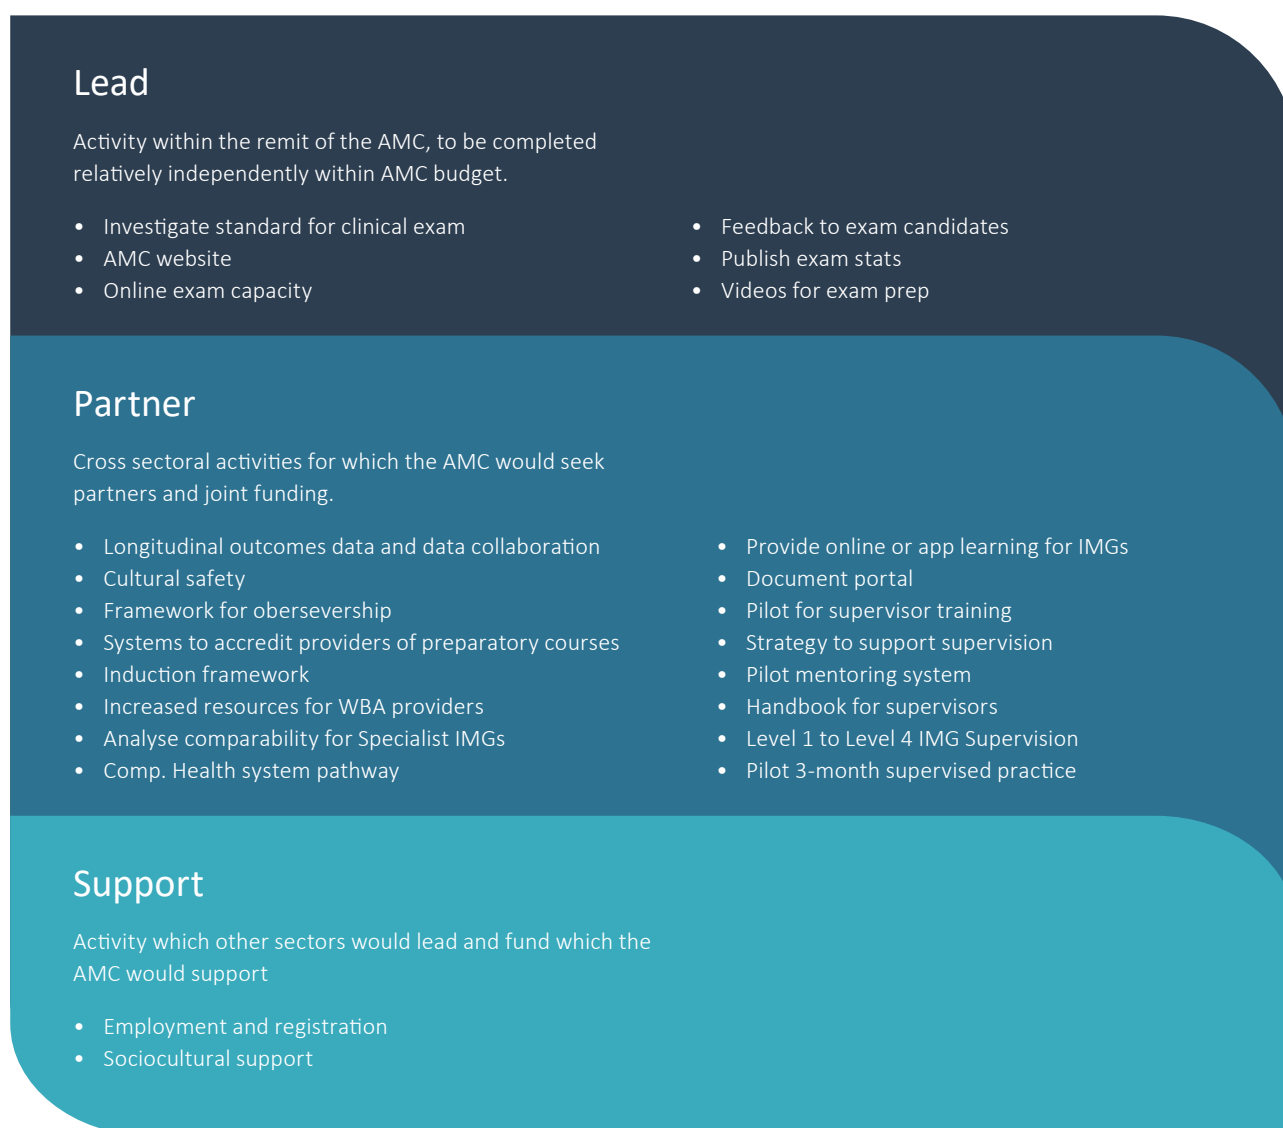 Lead
Activity within the remit of the AMC, to be completed
relatively independently within AMC budget.
• Investigate standard for clinical exam
• AMC website
• Online exam capacity
• Feedback to exam candidates
• Publish exam stats
• Videos for exam prep
Partner
Cross sectoral activities for which the AMC would seek
partners and joint funding.
• Longitudinal outcomes data and data collaboration
• Cultural safety
• Framework for obersevership
• Systems to accredit providers of preparatory courses
• Induction framework
• Increased resources for WBA providers
• Analyse comparability for Specialist IMGs
• Comp. Health system pathway
• Provide online or app learning for IMGs
• Document portal
• Pilot for supervisor training
• Strategy to support supervision
• Pilot mentoring system
• Handbook for supervisors
• Level 1 to Level 4 IMG Supervision
• Pilot 3-month supervised practice
Support
Activity which other sectors would lead and fund which the
AMC would support
• Employment and registration
• Sociocultural support